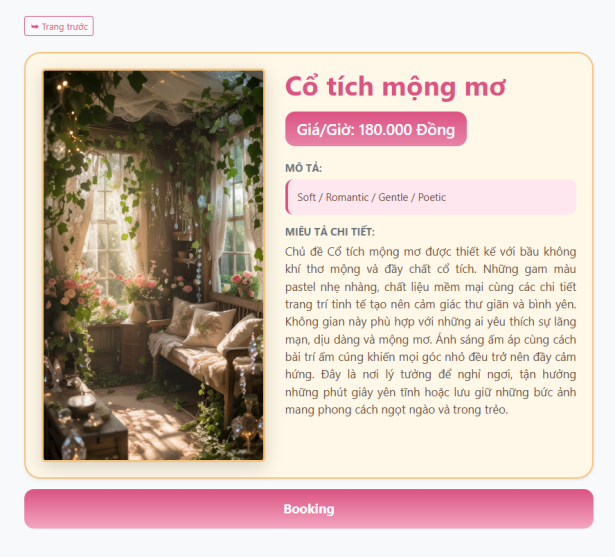 ➥ Trang trước
Cổ tích mộng mơ
Giá/Giờ: 180.000 Đồng
MÔ TẢ:
Soft / Romantic / Gentle / Poetic
MIÊU TẢ CHI TIẾT:
Chủ đề Cổ tích mộng mơ được thiết kế với bầu không
khí thơ mộng và đầy chất cổ tích. Những gam màu
pastel nhẹ nhàng, chất liệu mềm mại cùng các chi tiết
trang trí tinh tế tạo nên cảm giác thư giãn và bình yên.
Không gian này phù hợp với những ai yêu thích sự lãng
mạn, dịu dàng và mộng mơ. Ánh sáng ấm áp cùng cách
bài trí ấm cúng khiến mọi góc nhỏ đều trở nên đầy cảm
hứng. Đây là nơi lý tưởng để nghỉ ngơi, tận hưởng
những phút giây yên tĩnh hoặc lưu giữ những bức ảnh
mang phong cách ngọt ngào và trong trẻo.
Booking